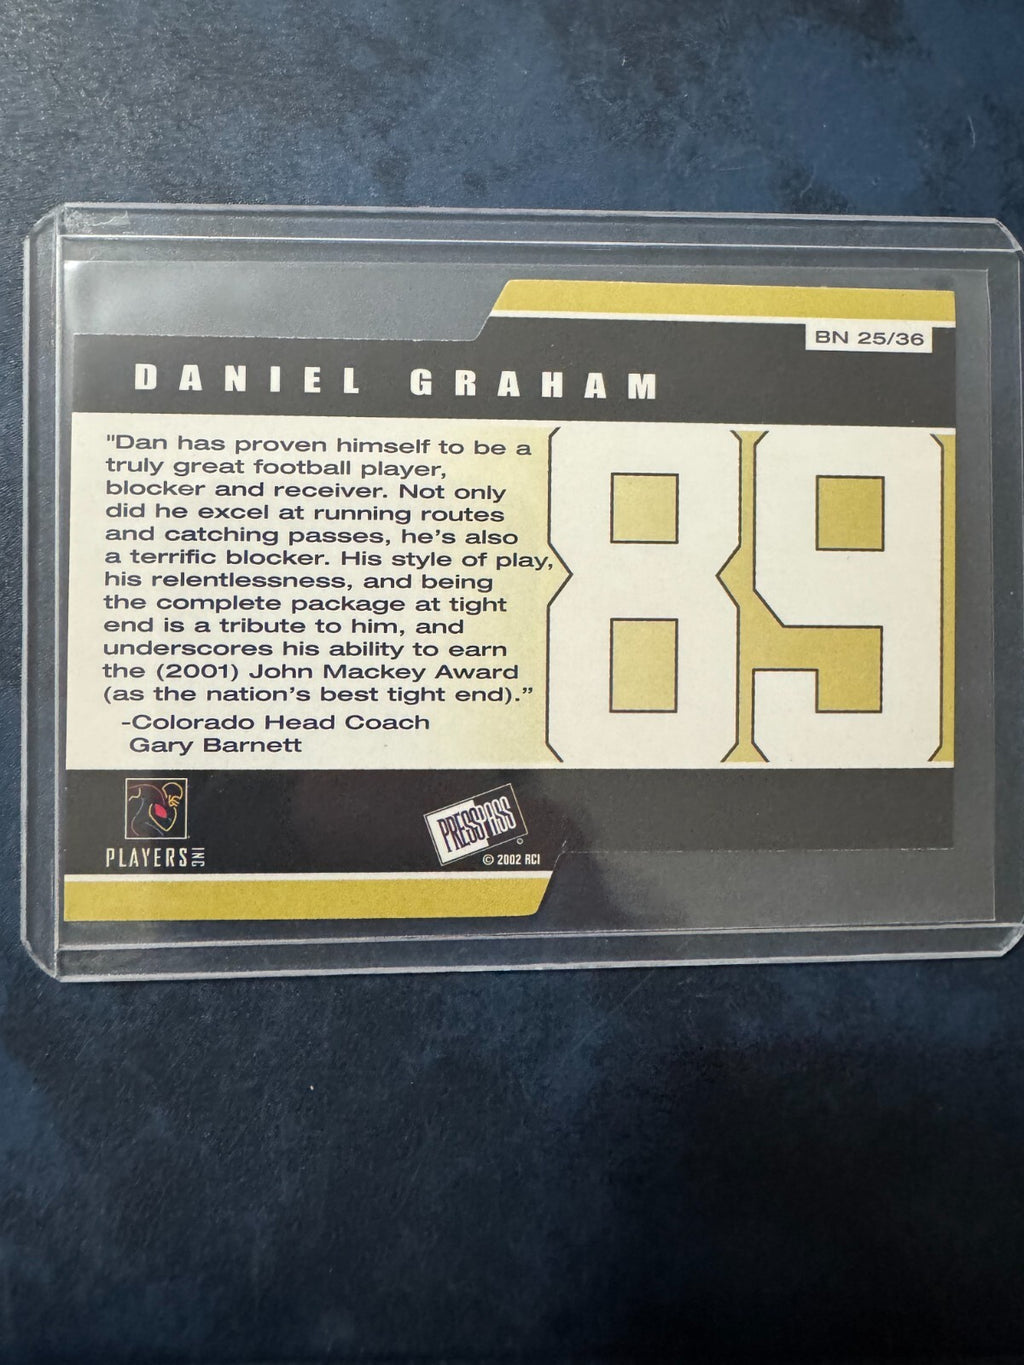 BN 25/36
DANIEL GRAHAM
"Dan has proven himself to be a
truly great football player,
blocker and receiver. Not only
did he excel at running routes
and catching passes, he's also
a terrific blocker. His style of play,
his relentlessness, and being
the complete package at tight
end is a tribute to him, and
underscores his ability to earn
the (2001) John Mackey Award
(as the nation's best tight end)."
-Colorado Head Coach
Gary Barnett
89
PLAYERS INC
PRESS PASS
© 2002 RCI